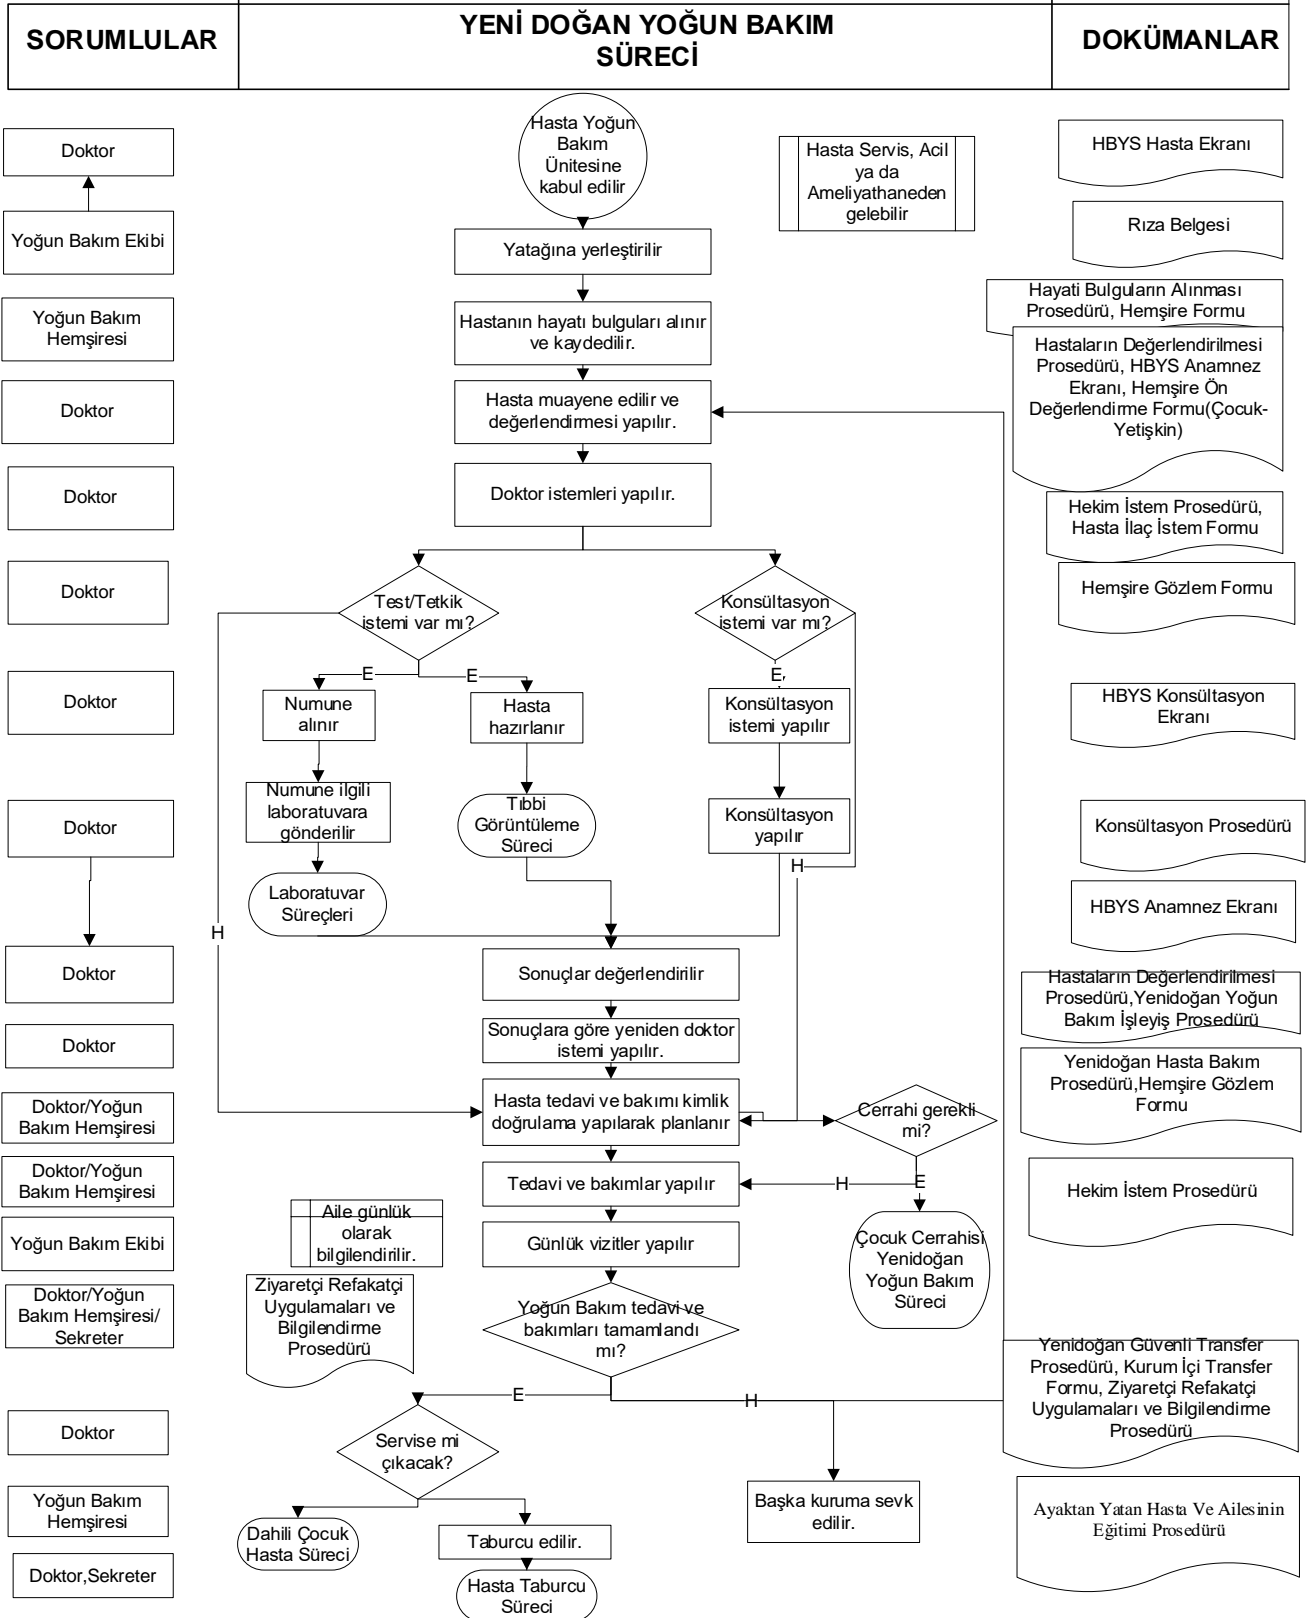 SORUMLULAR
YENİ DOĞAN YOĞUN BAKIM
SÜRECİ
DOKÜMANLAR
Doktor
Hasta Yoğun
Bakım
Ünitesine
kabul edilir
Hasta Servis, Acil
ya da
Ameliyathaneden
gelebilir
HBYS Hasta Ekranı
Yoğun Bakım Ekibi
Yatağına yerleştirilir
Rıza Belgesi
Yoğun Bakım
Hemşiresi
Hastanın hayatı bulguları alınır
ve kaydedilir.
Hayati Bulguların Alınması
Prosedürü, Hemşire Formu
Doktor
Hasta muayene edilir ve
değerlendirmesi yapılır.
Hastaların Değerlendirilmesi
Prosedürü, HBYS Anamnez
Ekranı, Hemşire Ön
Değerlendirme Formu(Çocuk-
Yetişkin)
Doktor
Doktor istemleri yapılır.
Hekim İstem Prosedürü,
Hasta İlaç İstem Formu
Doktor
Test/Tetkik
istemi var mı?
Konsültasyon
istemi var mı?
Hemşire Gözlem Formu
E
E
E
Doktor
Numune
alınır
Hasta
hazırlanır
Konsültasyon
istemi yapılır
HBYS Konsültasyon
Ekranı
Doktor
Numune ilgili
laboratuvara
gönderilir
Tıbbi
Görüntüleme
Süreci
Konsültasyon
yapılır
Konsültasyon Prosedürü
H
Laboratuvar
Süreçleri
HBYS Anamnez Ekranı
H
Doktor
Sonuçlar değerlendirilir
Hastaların Değerlendirilmesi
Prosedürü,Yenidoğan Yoğun
Bakım İşleyiş Prosedürü
Doktor
Sonuçlara göre yeniden doktor
istemi yapılır.
Yenidoğan Hasta Bakım
Prosedürü,Hemşire Gözlem
Formu
Doktor/Yoğun
Bakım Hemşiresi
Hasta tedavi ve bakımı kimlik
doğrulama yapılarak planlanır
Cerrahi gerekli
mi?
Doktor/Yoğun
Bakım Hemşiresi
Tedavi ve bakımlar yapılır
H
E
Hekim İstem Prosedürü
Yoğun Bakım Ekibi
Aile günlük
olarak
bilgilendirilir.
Günlük vizitler yapılır
Çocuk Cerrahisi
Yenidoğan
Yoğun Bakım
Süreci
Doktor/Yoğun
Bakım Hemşiresi/
Sekreter
Ziyaretçi Refakatçi
Uygulamaları ve
Bilgilendirme
Prosedürü
Yoğun Bakım tedavi ve
bakımları tamamlandı
mı?
Yenidoğan Güvenli Transfer
Prosedürü, Kurum İçi Transfer
Formu, Ziyaretçi Refakatçi
Uygulamaları ve Bilgilendirme
Prosedürü
E
H
Doktor
Servise mi
çıkacak?
Yoğun Bakım
Hemşiresi
Başka kuruma sevk
edilir.
Ayaktan Yatan Hasta Ve Ailesinin
Eğitimi Prosedürü
Dahili Çocuk
Hasta Süreci
Taburcu edilir.
Doktor,Sekreter
Hasta Taburcu
Süreci